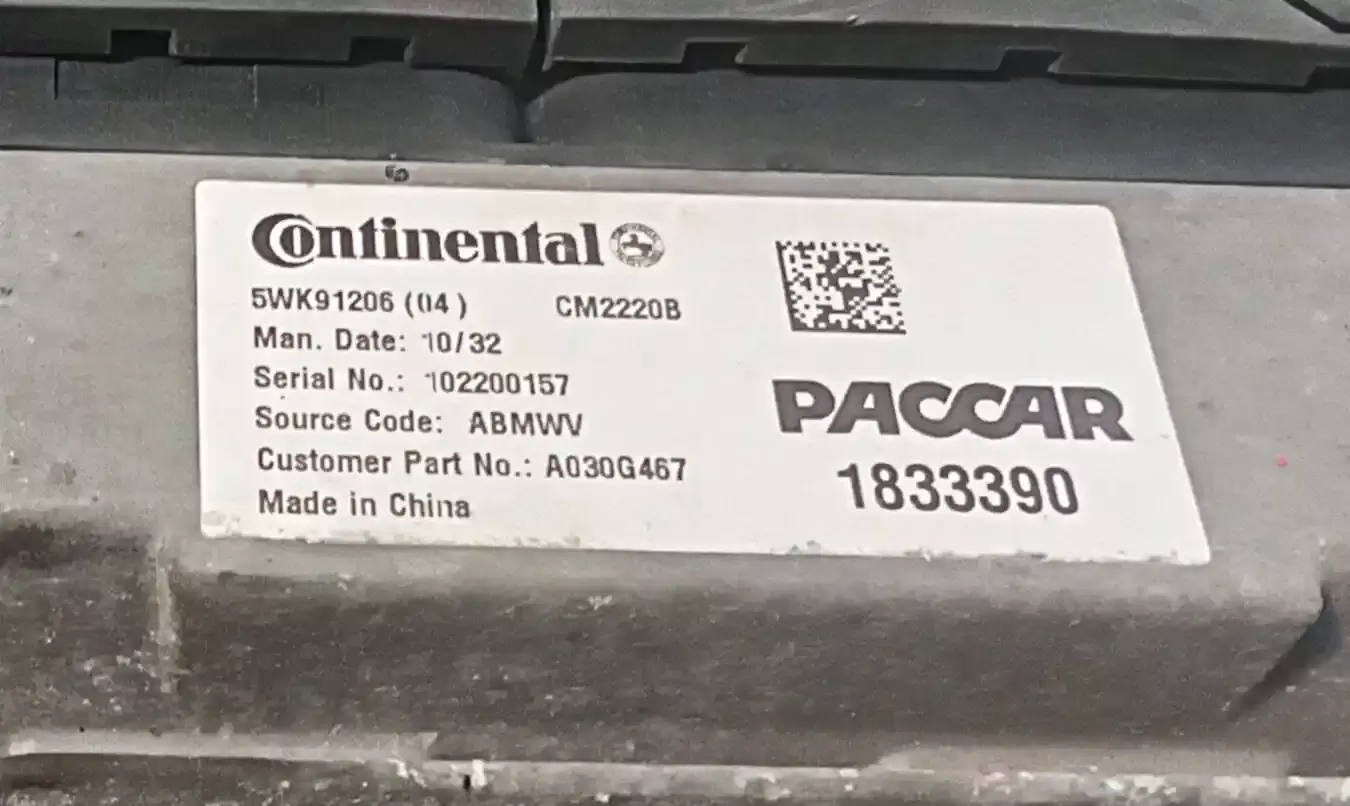 Continental
5WK91206 (04 ) CM2220B
Man. Date: 10/32
Serial No.: 102200157
Source Code: ABMWV
Customer Part No.: A030G467
Made in China
PACCAR
1833390